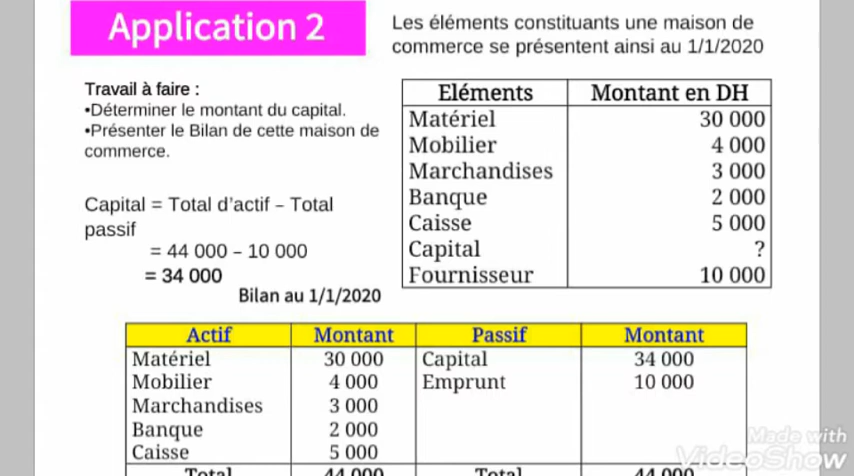 Application 2
Les éléments constituants une maison de
commerce se présentent ainsi au 1/1/2020
Travail à faire :
•Déterminer le montant du capital.
•Présenter le Bilan de cette maison de
commerce.
Capital = Total d'actif – Total
passif
= 44 000 – 10 000
= 34 000
Eléments Montant en DH
Matériel 30 000
Mobilier 4 000
Marchandises 3 000
Banque 2 000
Caisse 5 000
Capital ?
Fournisseur 10 000
Bilan au 1/1/2020
Actif Montant Passif Montant
Matériel 30 000 Capital 34 000
Mobilier 4 000 Emprunt 10 000
Marchandises 3 000
Banque 2 000
Caisse 5 000
Total 44 000 Total 44 000
Made with
VideoShow